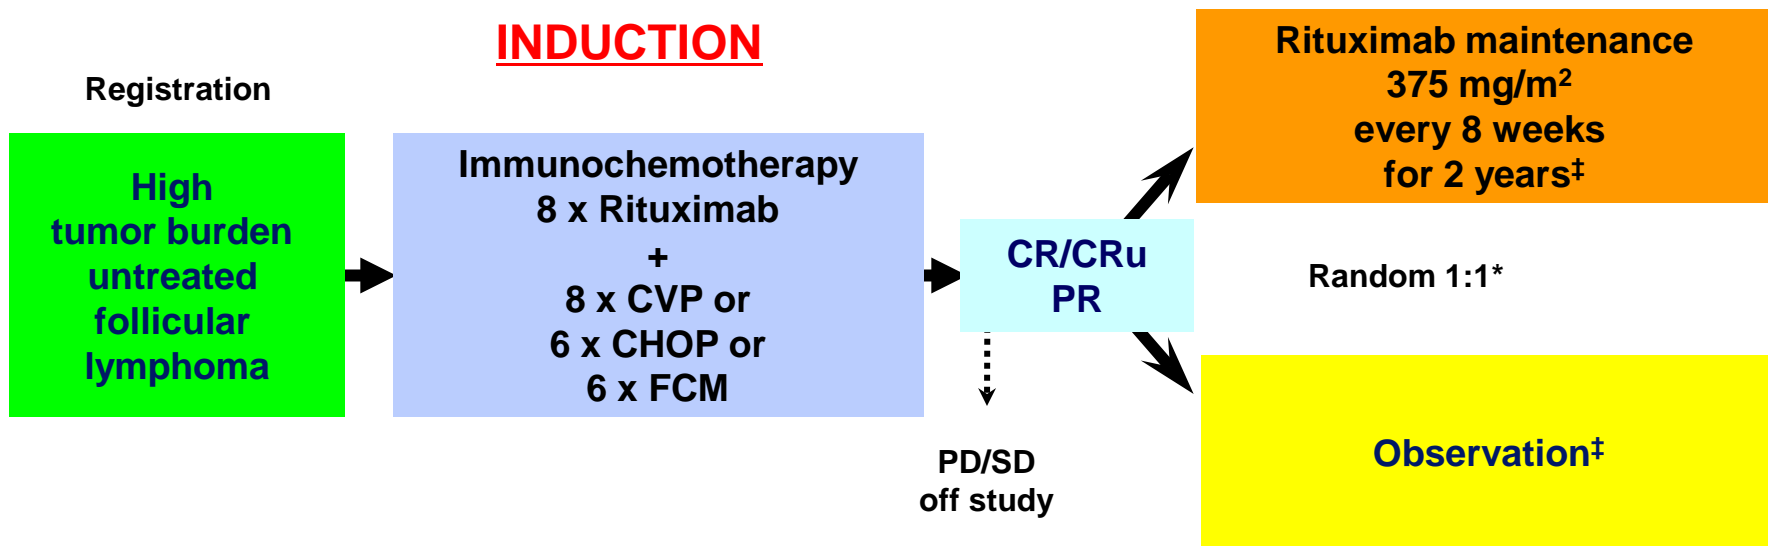 INDUCTION
Registration
High
tumor burden
untreated
follicular
lymphoma
Immunochemotherapy
8 x Rituximab
+
8 x CVP or
6 x CHOP or
6 x FCM
CR/CRu
PR
PD/SD
off study
Rituximab maintenance
375 mg/m²
every 8 weeks
for 2 years‡
Random 1:1*
Observation‡